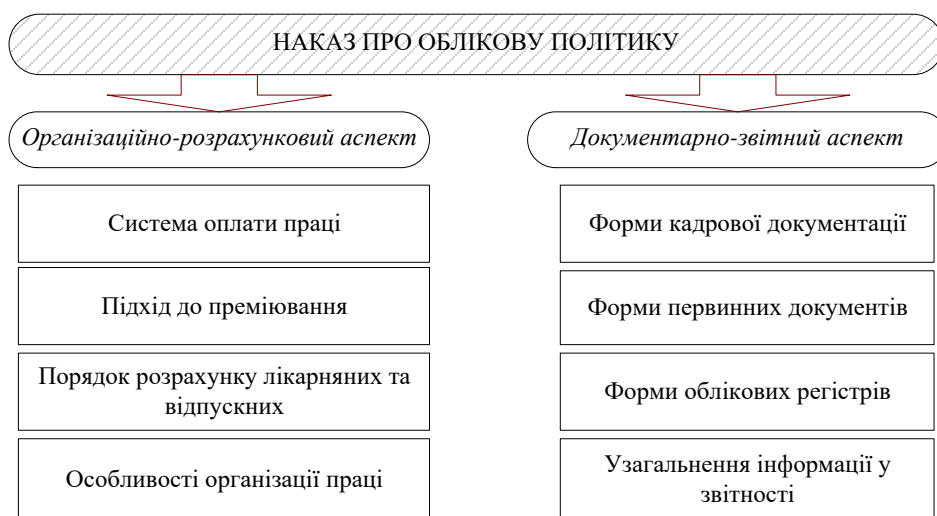 НАКАЗ ПРО ОБЛІКОВУ ПОЛІТИКУ
Організаційно-розрахунковий аспект
Система оплати праці
Підхід до преміювання
Порядок розрахунку лікарняних та
відпускних
Особливості організації праці
Документарно-звітний аспект
Форми кадрової документації
Форми первинних документів
Форми облікових регістрів
Узагальнення інформації у
звітності